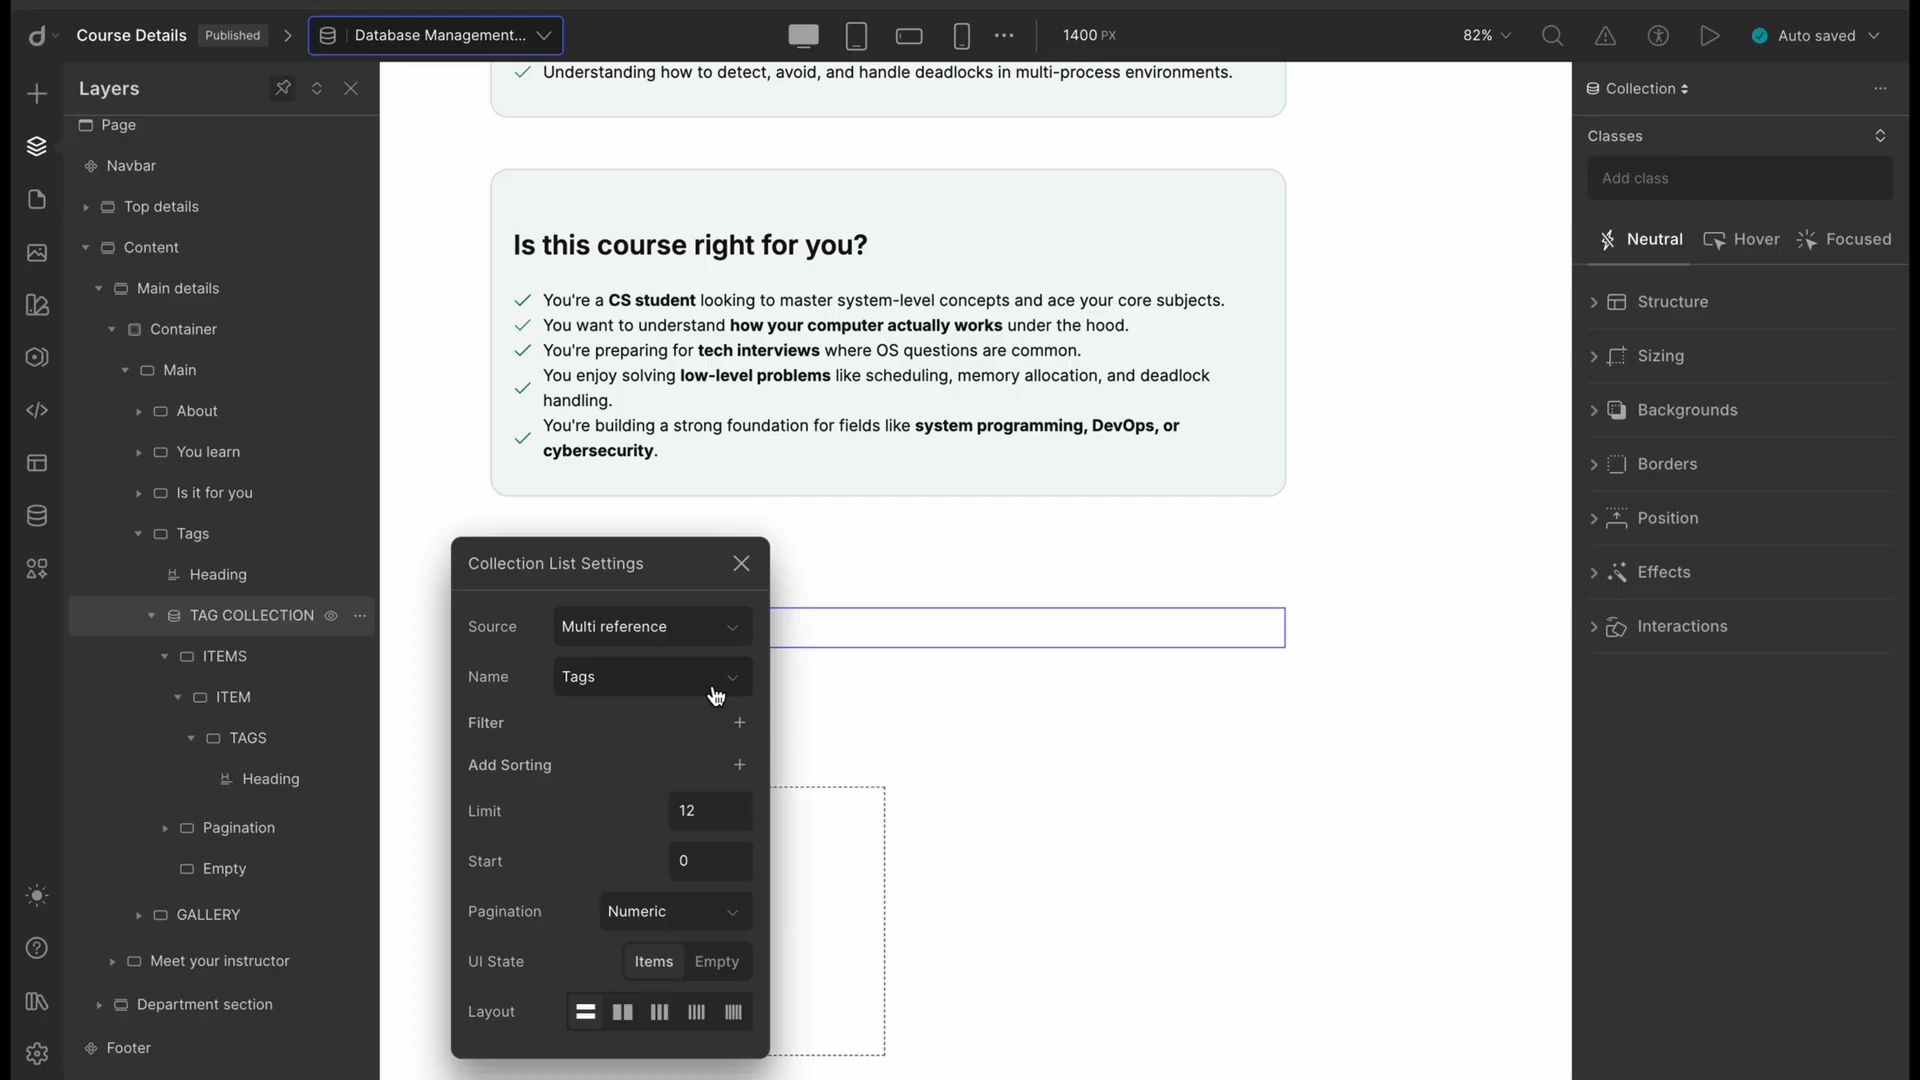 Course Details
Published
Database Management...
1400 PX
82%
Auto saved
Layers
Page
Navbar
Top details
Content
Main details
Container
Main
About
You learn
Is it for you
Tags
Heading
TAG COLLECTION
ITEMS
ITEM
TAGS
Heading
Pagination
Empty
GALLERY
Meet your instructor
Department section
Footer
Understanding how to detect, avoid, and handle deadlocks in multi-process environments.
Is this course right for you?
You're a CS student looking to master system-level concepts and ace your core subjects.
You want to understand how your computer actually works under the hood.
You're preparing for tech interviews where OS questions are common.
You enjoy solving low-level problems like scheduling, memory allocation, and deadlock
handling.
You're building a strong foundation for fields like system programming, DevOps, or
cybersecurity.
Collection List Settings
Source
Multi reference
Name
Tags
Filter
Add Sorting
Limit
12
Start
0
Pagination
Numeric
UI State
Items
Empty
Layout
Collection
Classes
Add class
Neutral
Hover
Focused
Structure
Sizing
Backgrounds
Borders
Position
Effects
Interactions